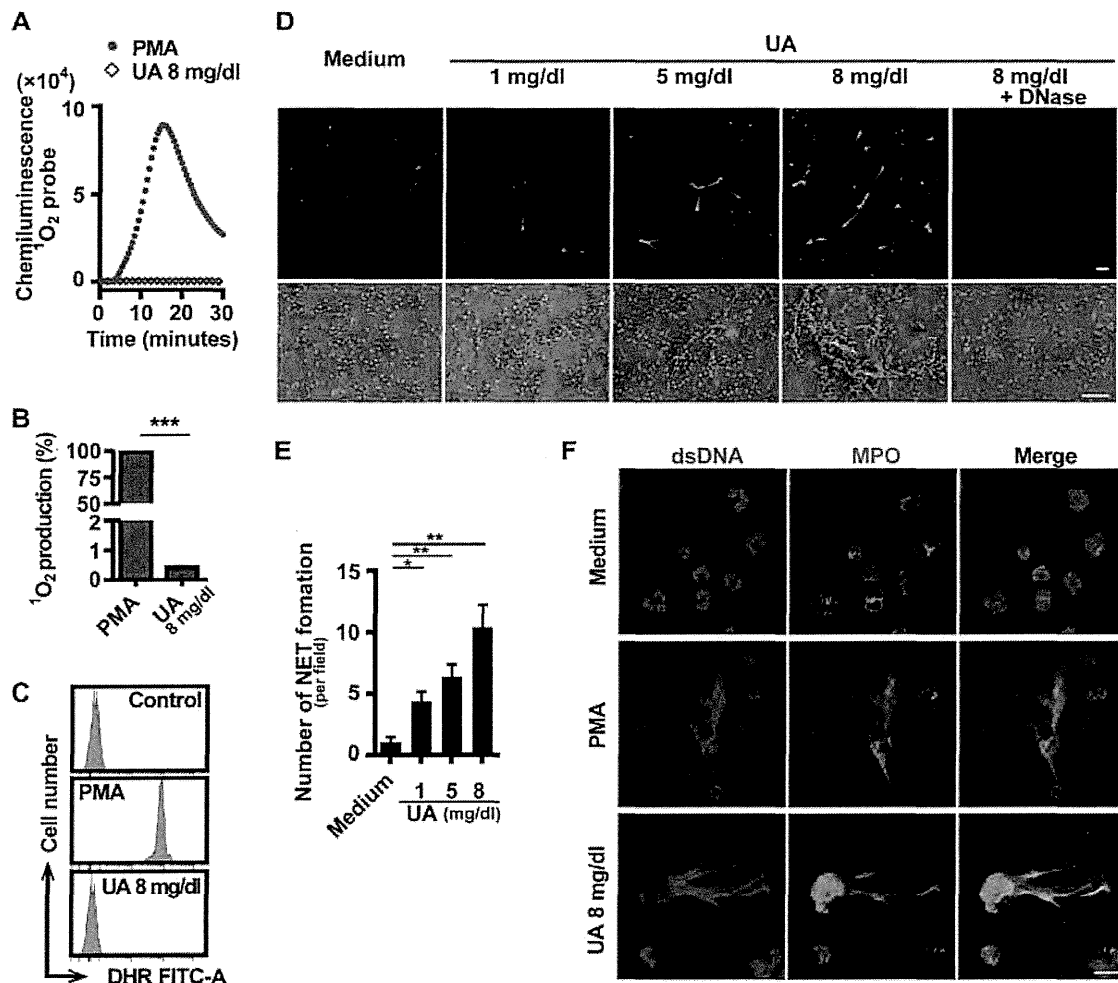 A
PMA
UA 8 mg/dl
(×10⁴)
Chemiluminescence
¹O₂ probe
10
5
0
0 10 20 30
Time (minutes)
B
***
¹O₂ production (%)
100
75
50
2
1
0
PMA
UA
8 mg/dl
C
Cell number
Control
PMA
UA 8 mg/dl
DHR FITC-A
D
Medium
UA
1 mg/dl
5 mg/dl
8 mg/dl
8 mg/dl
+ DNase
E
**
**
*
Number of NET fomation
(per field)
15
10
5
0
Medium
1 5 8
UA (mg/dl)
F
dsDNA
MPO
Merge
Medium
PMA
UA 8 mg/dl